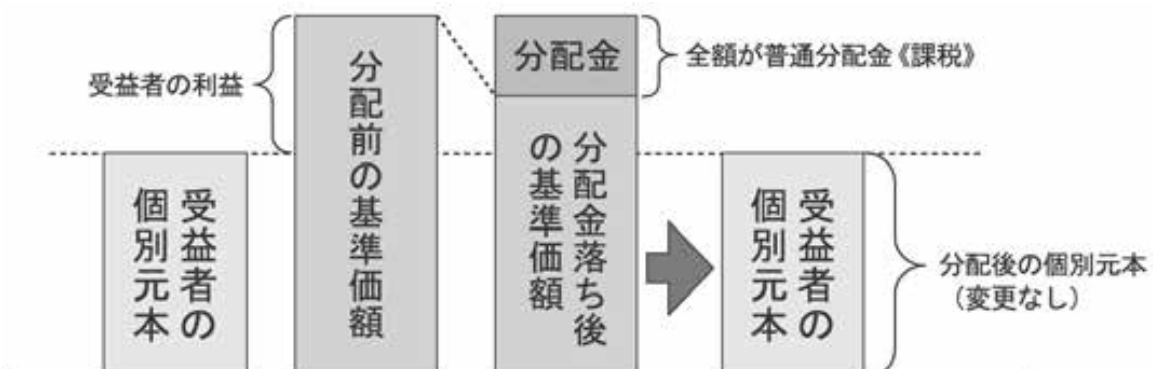 受益者の利益
分配前の基準価額
分配金
全額が普通分配金《課税》
受益者の
個別元本
分配金落ち後
の基準価額
受益者の
個別元本
分配後の個別元本
（変更なし）